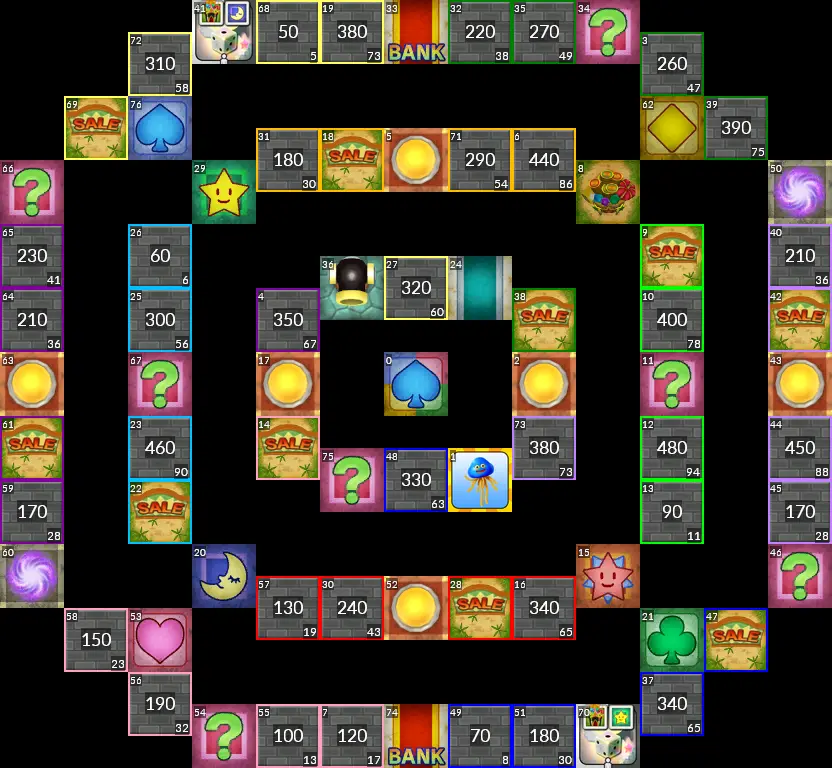 41 68 19 33 32 35 34
50 380 220 270
5 73 BANK 38 49
72 3
310 260
58 47
69 76 62 39
SALE 390
75
31 18 5 71 6
180 SALE 290 440
30 54 86
66 29 8 50
65 26 9 40
230 60 SALE 210
41 6 36
36 27 24
320
60
64 25 4 38 10 42
210 300 350 SALE 400 SALE
36 56 67 78
63 67 17 0 2 11 43
61 23 14 73 12 44
SALE 460 SALE 380 480 450
90 73 94 88
75 48 1
330
63
59 22 13 45
170 SALE 90 170
28 11 28
60 20 15 46
57 30 52 28 16
130 240 SALE 340
19 43 65
58 53 21 47
150 SALE
23
56 37
190 340
32 65
54 55 7 74 49 51 70
100 120 70 180
13 17 BANK 8 30